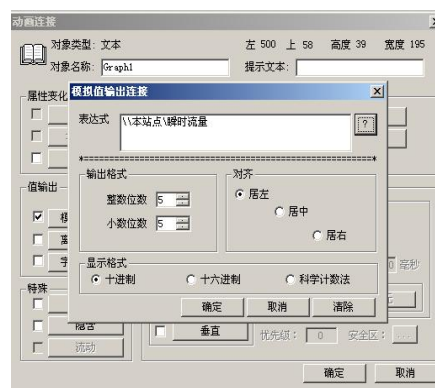 动画连接
对象类型: 文本 左 500 上 58 高度 39 宽度 195
对象名称: Graph1 提示文本:
属性变化
模拟值输出连接
表达式 \\本站点\瞬时流量 ?
输出格式 对齐
整数位数 5 居左
小数位数 5 居中
居右
显示格式
十进制 十六进制 科学计数法
确定 取消 清除
值输出
特殊
隐含
流动
垂直 优先级: 0 安全区: ...
0 毫秒
确定 取消